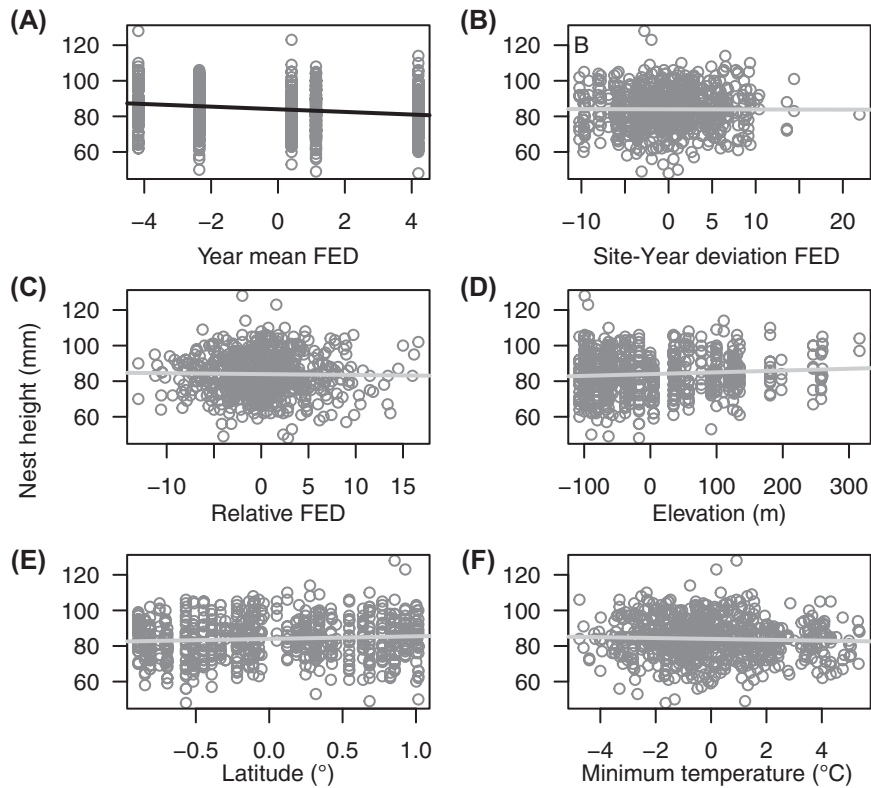 (A)
120
100
80
60
−4 −2 0 2 4
Year mean FED
(B)
B
120
100
80
60
−10 0 5 10 20
Site-Year deviation FED
(C)
120
100
80
60
−10 0 5 10 15
Relative FED
(D)
120
100
80
60
−100 0 100 200 300
Elevation (m)
Nest height (mm)
(E)
120
100
80
60
−0.5 0.0 0.5 1.0
Latitude (°)
(F)
120
100
80
60
−4 −2 0 2 4
Minimum temperature (°C)